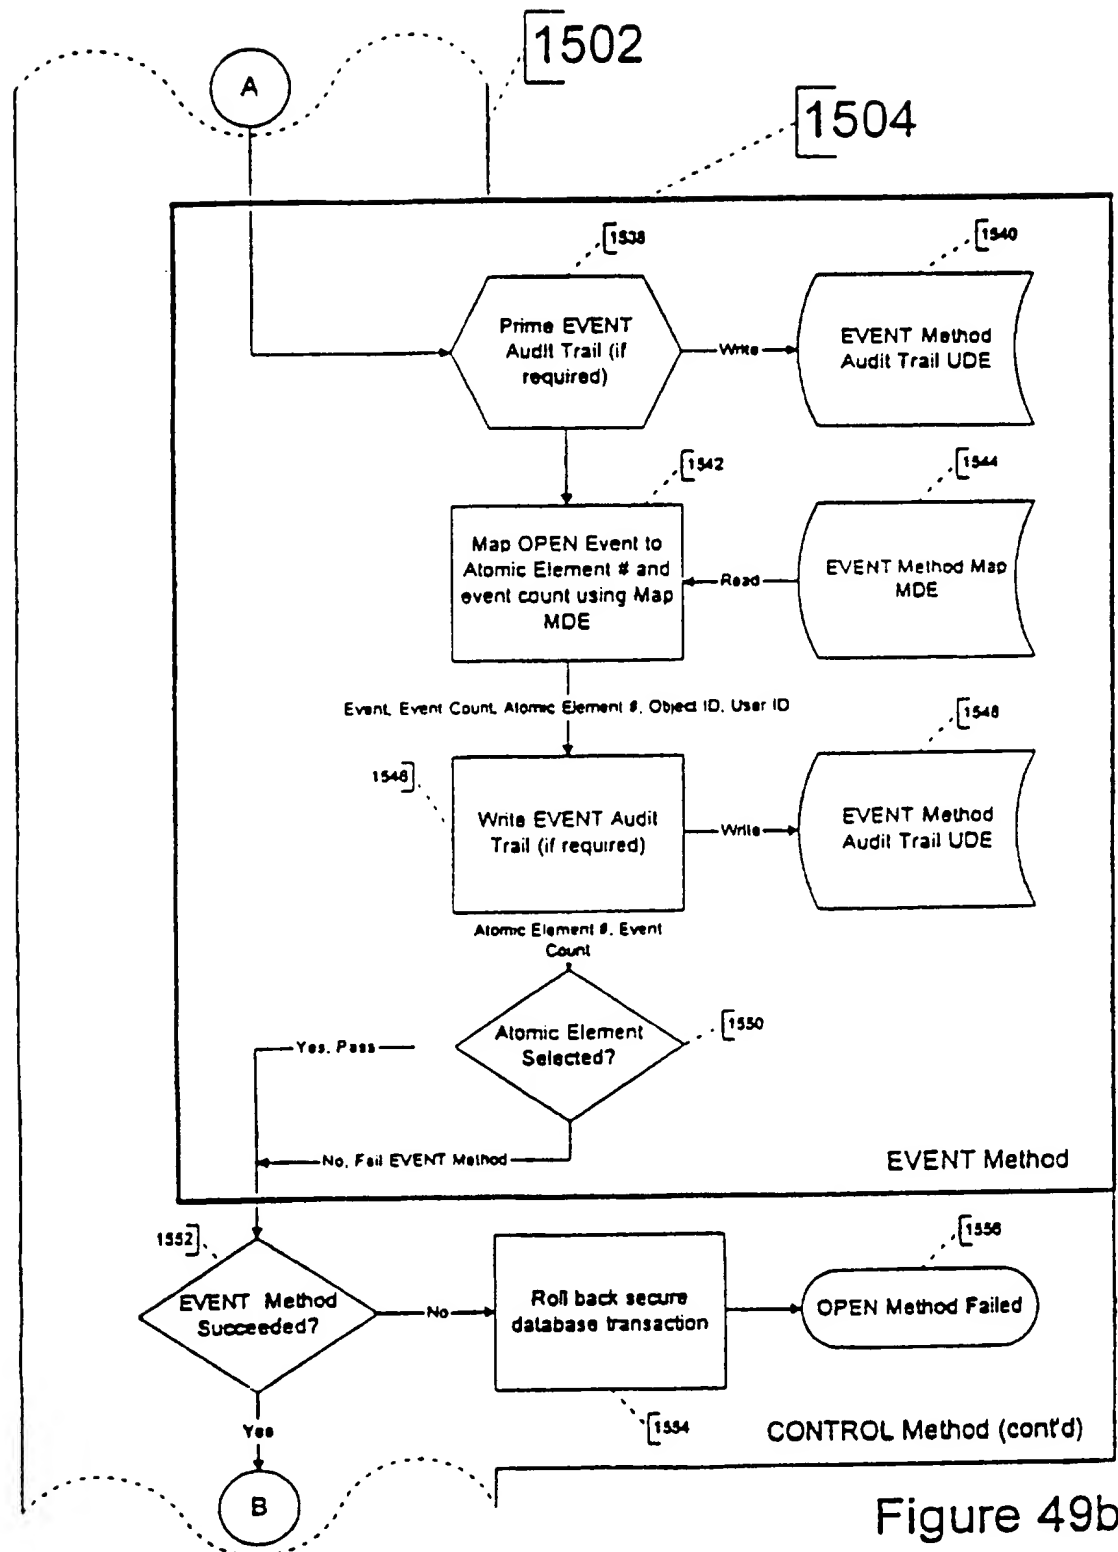 1502
A
1504
1538
1540
Prime EVENT
Audit Trail (if
required)
Write
EVENT Method
Audit Trail UDE
1542
1544
Map OPEN Event to
Atomic Element # and
event count using Map
MDE
Read
EVENT Method Map
MDE
Event, Event Count, Atomic Element #, Object ID, User ID
1546
1548
Write EVENT Audit
Trail (if required)
Write
EVENT Method
Audit Trail UDE
Atomic Element #, Event
Count
1550
Atomic Element
Selected?
Yes, Pass
No, Fail EVENT Method
EVENT Method
1552
1556
EVENT Method
Succeeded?
No
Roll back secure
database transaction
OPEN Method Failed
1554
Yes
CONTROL Method (cont'd)
B
Figure 49b